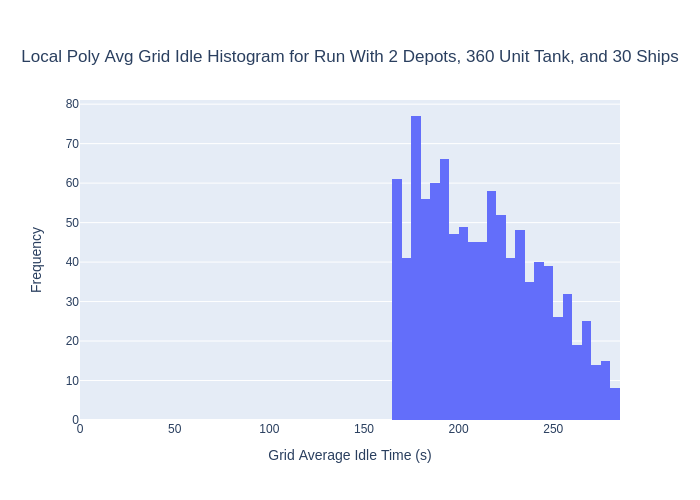 Local Poly Avg Grid Idle Histogram for Run With 2 Depots, 360 Unit Tank, and 30 Ships
80
70
60
50
40
30
20
10
0
Frequency
0 50 100 150 200 250
Grid Average Idle Time (s)